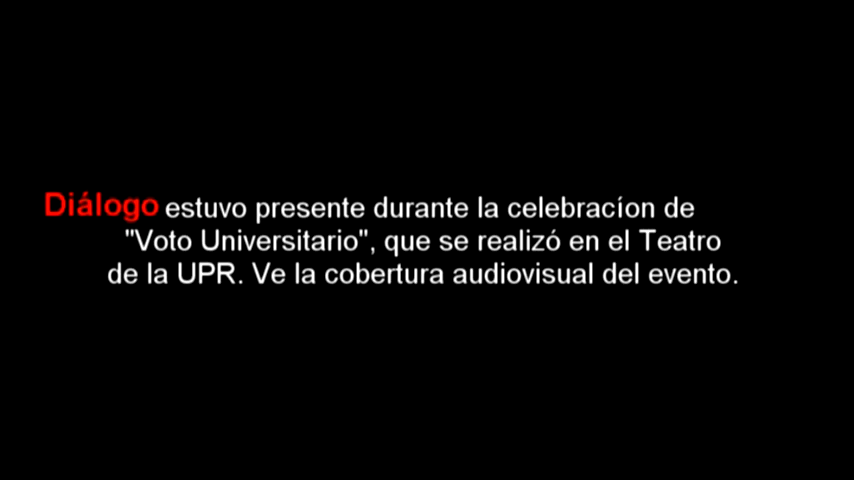 Diálogo estuvo presente durante la celebracíon de
"Voto Universitario", que se realizó en el Teatro
de la UPR. Ve la cobertura audiovisual del evento.